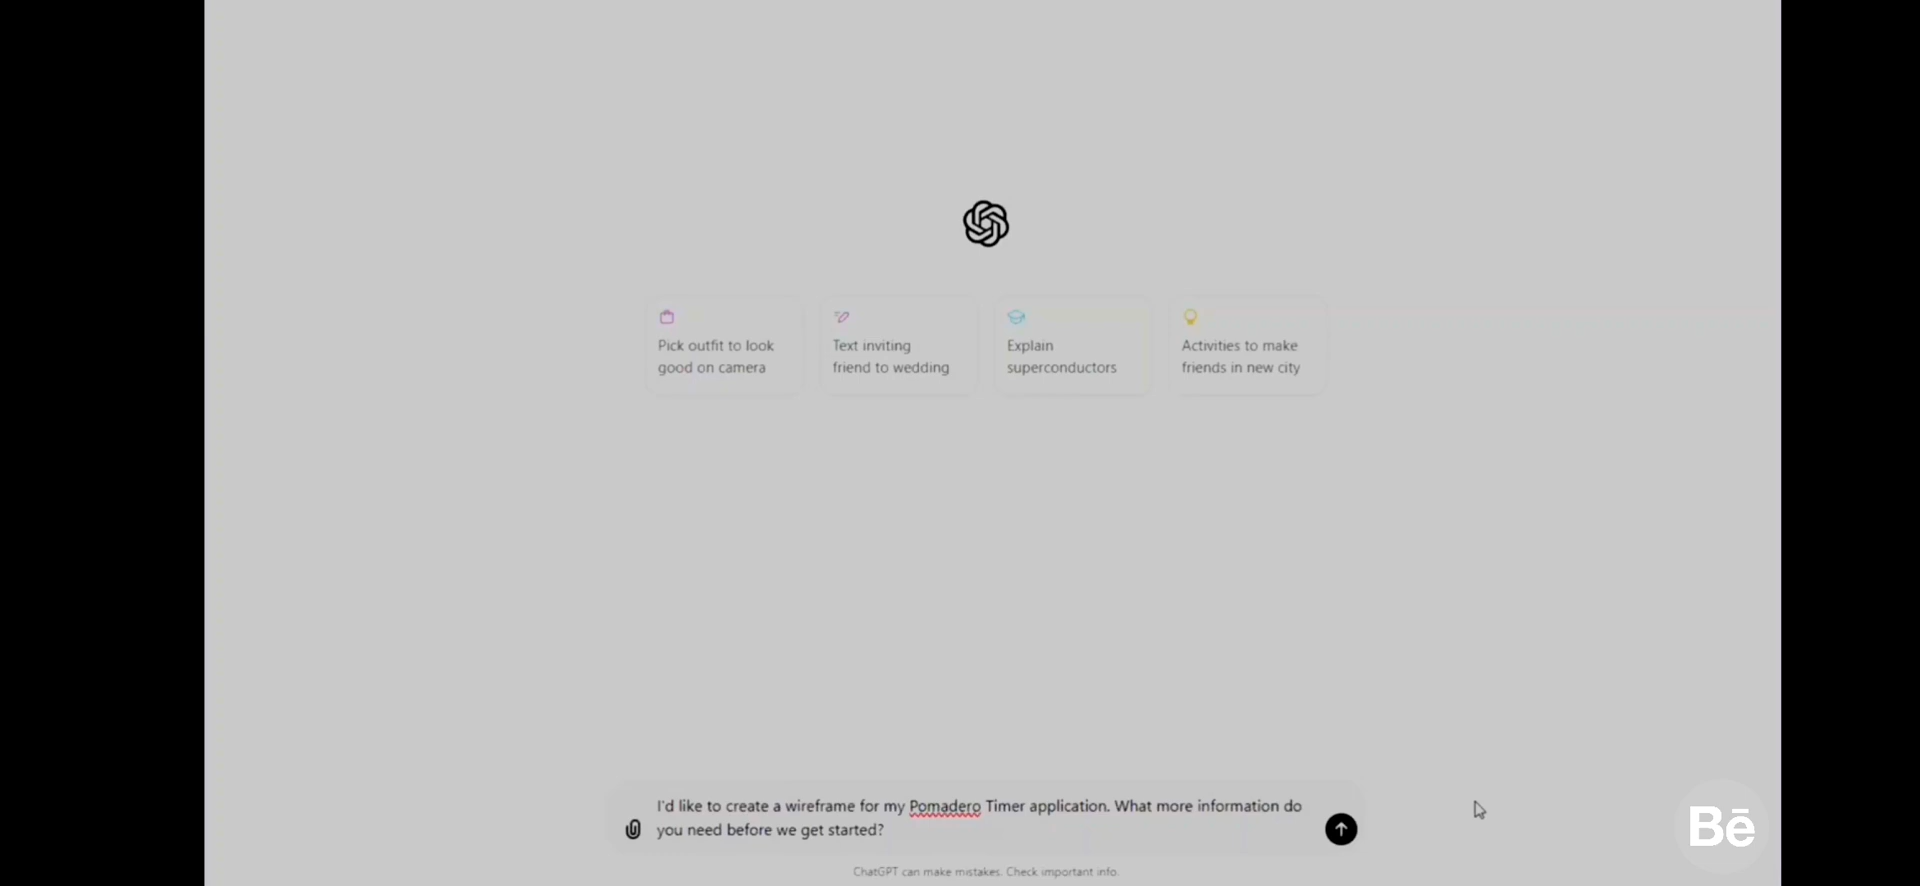 Pick outfit to look
good on camera
Text inviting
friend to wedding
Explain
superconductors
Activities to make
friends in new city
I'd like to create a wireframe for my Pomadero Timer application. What more information do
you need before we get started?
ChatGPT can make mistakes. Check important info.
Bē